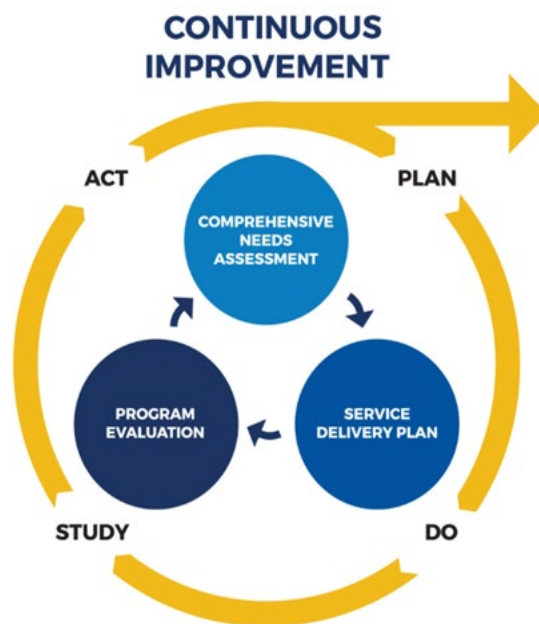 CONTINUOUS
IMPROVEMENT
ACT
PLAN
COMPREHENSIVE
NEEDS
ASSESSMENT
PROGRAM
EVALUATION
SERVICE
DELIVERY PLAN
STUDY
DO